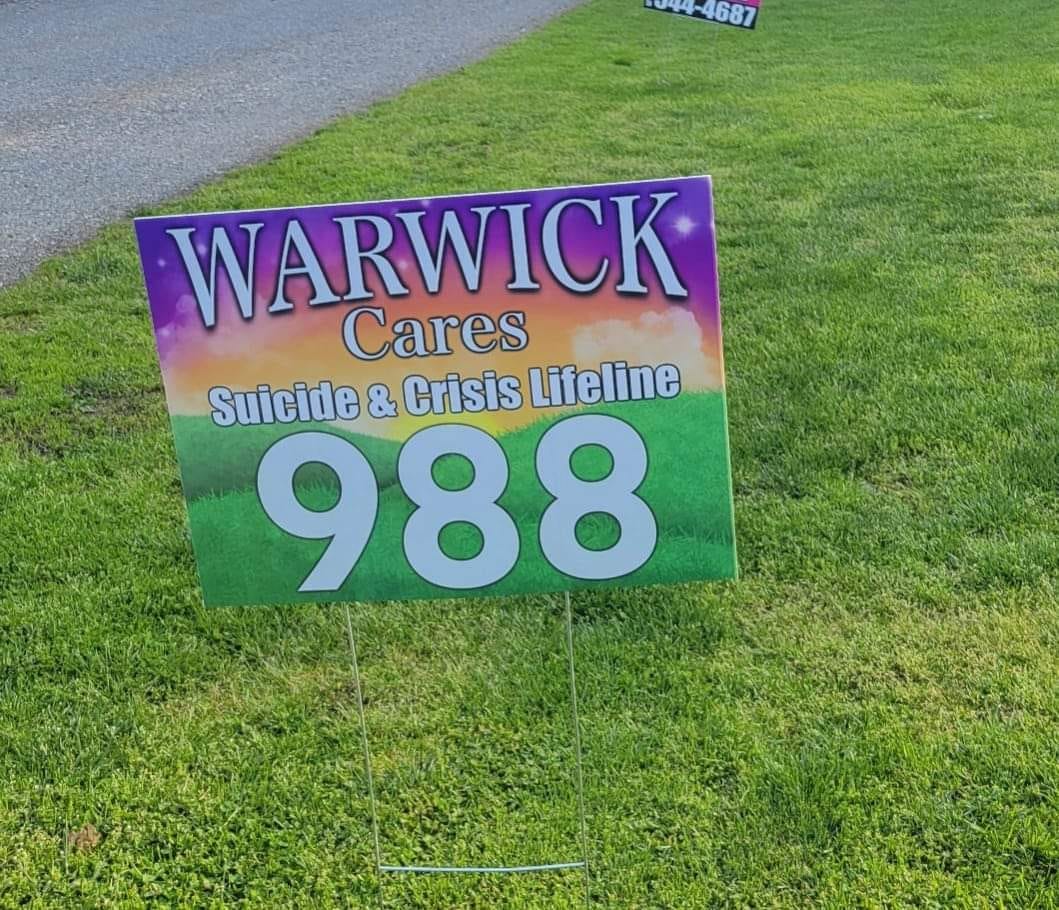 544-4687
WARWICK
Cares
Suicide & Crisis Lifeline
988